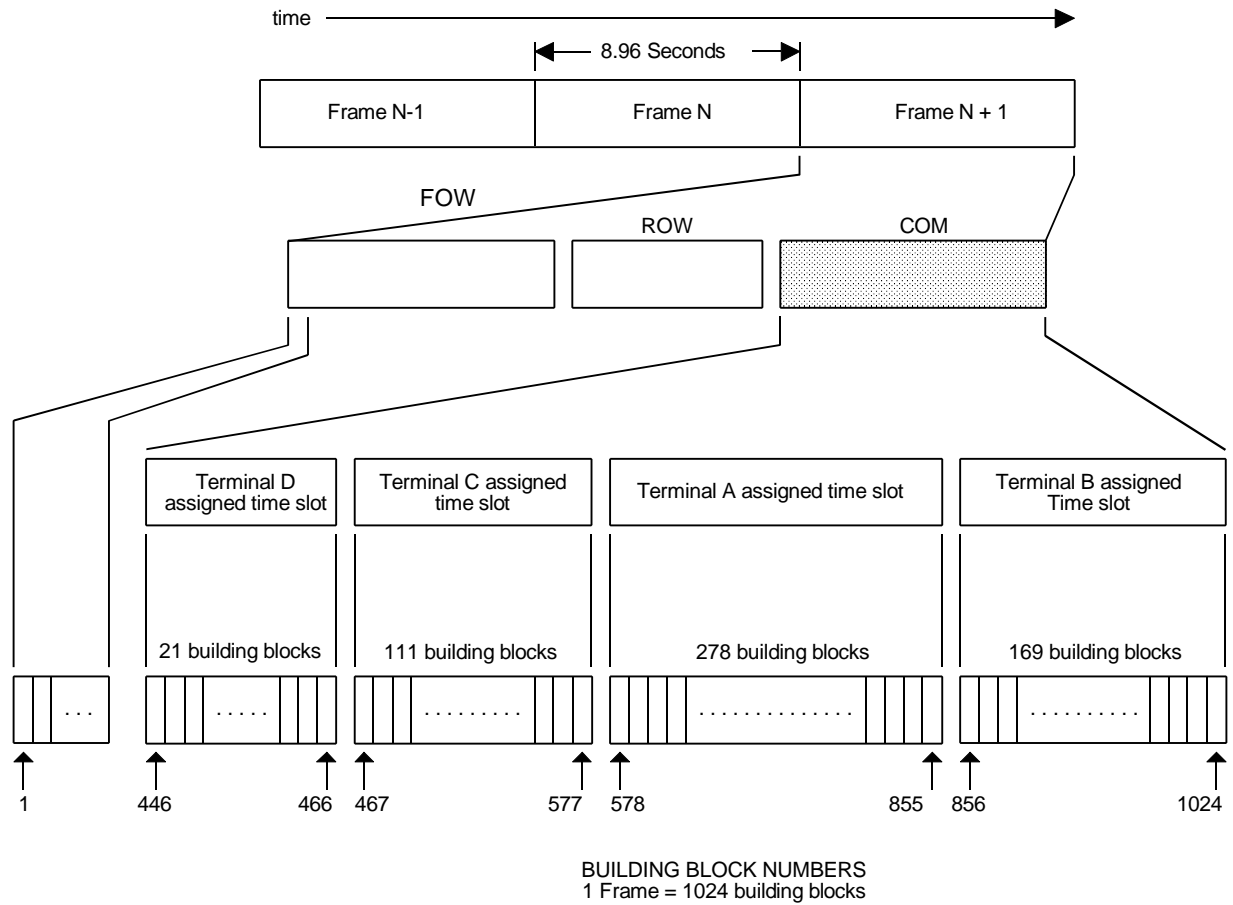 time
8.96 Seconds
Frame N-1
Frame N
Frame N + 1
FOW
ROW
COM
Terminal D
assigned time slot
Terminal C assigned
time slot
Terminal A assigned time slot
Terminal B assigned
Time slot
21 building blocks
111 building blocks
278 building blocks
169 building blocks
. . .
. . . . .
. . . . . . . . .
. . . . . . . . . . . . . .
. . . . . . . . . .
1
446
466
467
577
578
855
856
1024
BUILDING BLOCK NUMBERS
1 Frame = 1024 building blocks